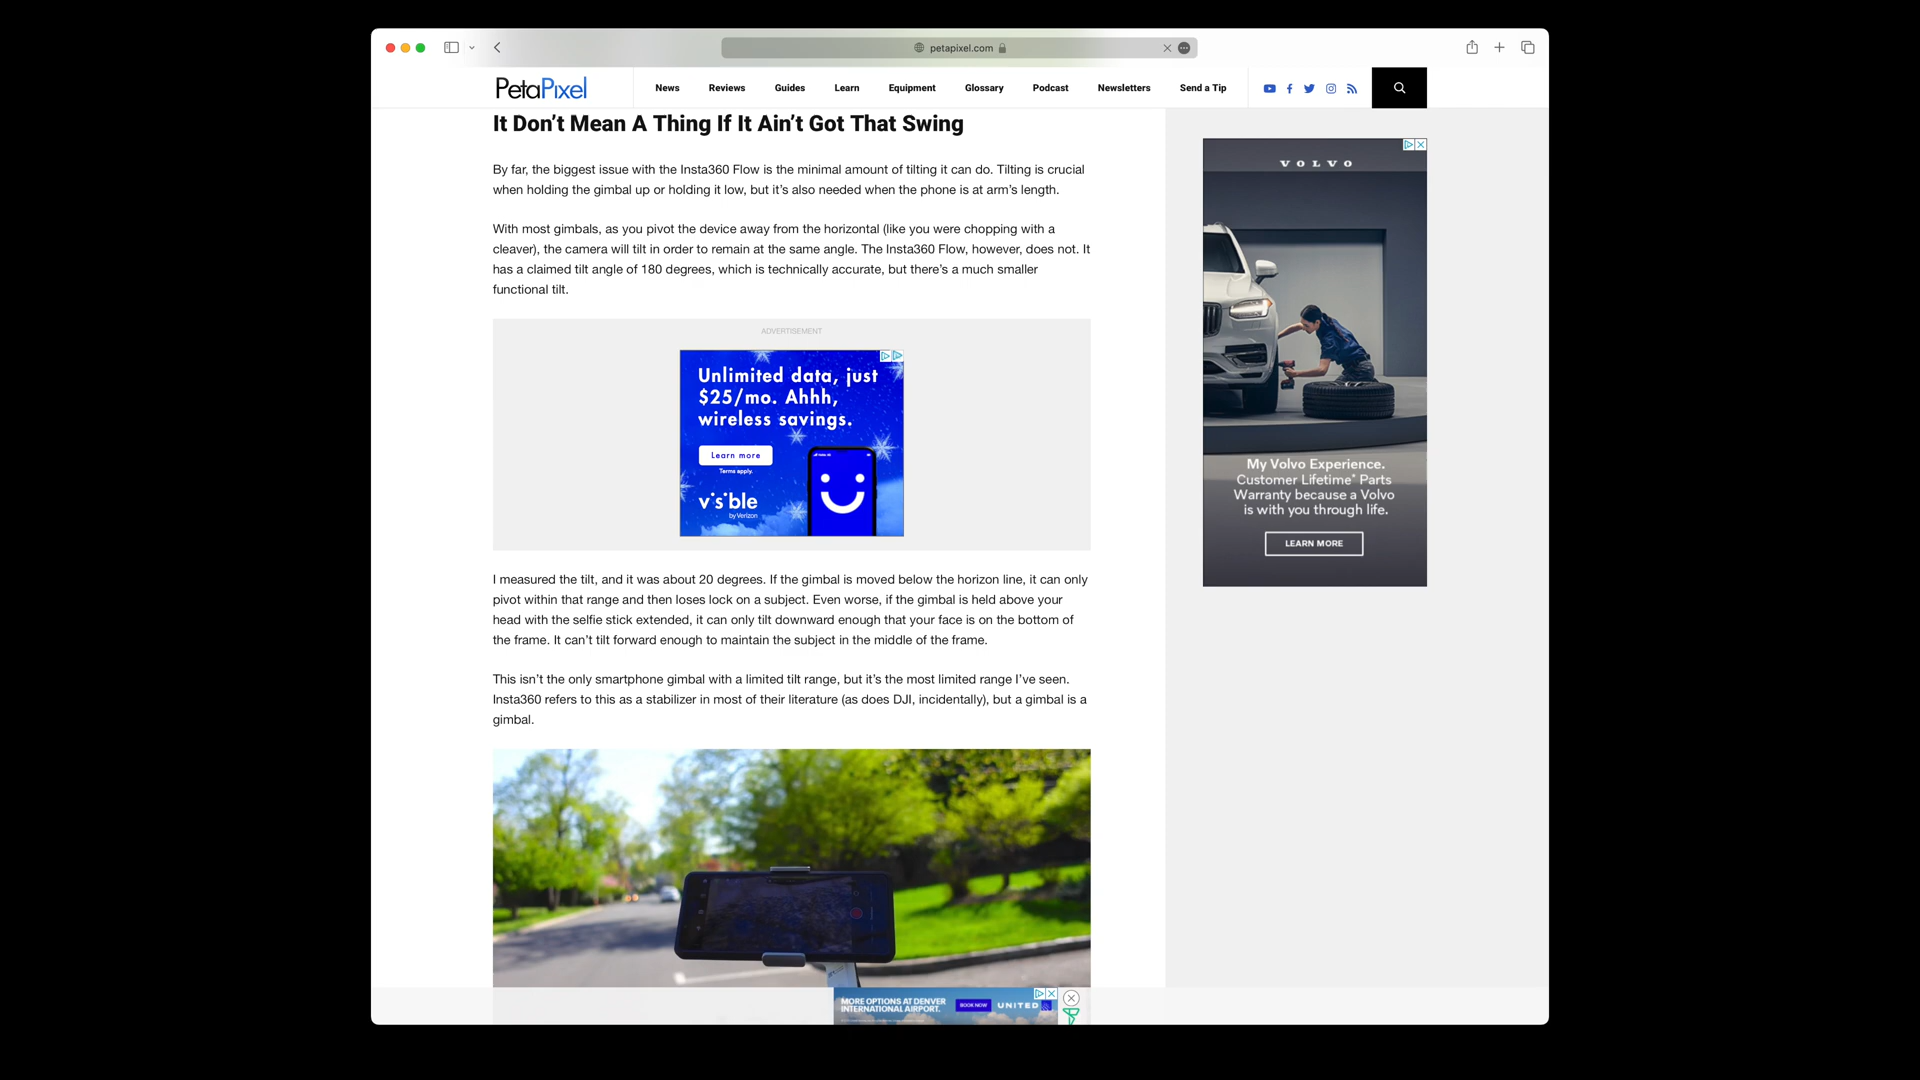 petapixel.com
PetaPixel
News
Reviews
Guides
Learn
Equipment
Glossary
Podcast
Newsletters
Send a Tip
It Don’t Mean A Thing If It Ain’t Got That Swing
By far, the biggest issue with the Insta360 Flow is the minimal amount of tilting it can do. Tilting is crucial
when holding the gimbal up or holding it low, but it’s also needed when the phone is at arm’s length.
With most gimbals, as you pivot the device away from the horizontal (like you were chopping with a
cleaver), the camera will tilt in order to remain at the same angle. The Insta360 Flow, however, does not. It
has a claimed tilt angle of 180 degrees, which is technically accurate, but there’s a much smaller
functional tilt.
ADVERTISEMENT
Unlimited data, just
$25/mo. Ahhh,
wireless savings.
Learn more
Terms apply.
visible
by Verizon
I measured the tilt, and it was about 20 degrees. If the gimbal is moved below the horizon line, it can only
pivot within that range and then loses lock on a subject. Even worse, if the gimbal is held above your
head with the selfie stick extended, it can only tilt downward enough that your face is on the bottom of
the frame. It can’t tilt forward enough to maintain the subject in the middle of the frame.
This isn’t the only smartphone gimbal with a limited tilt range, but it’s the most limited range I’ve seen.
Insta360 refers to this as a stabilizer in most of their literature (as does DJI, incidentally), but a gimbal is a
gimbal.
VOLVO
My Volvo Experience.
Customer Lifetime* Parts
Warranty because a Volvo
is with you through life.
LEARN MORE
MORE OPTIONS AT DENVER
INTERNATIONAL AIRPORT.
BOOK NOW
UNITED